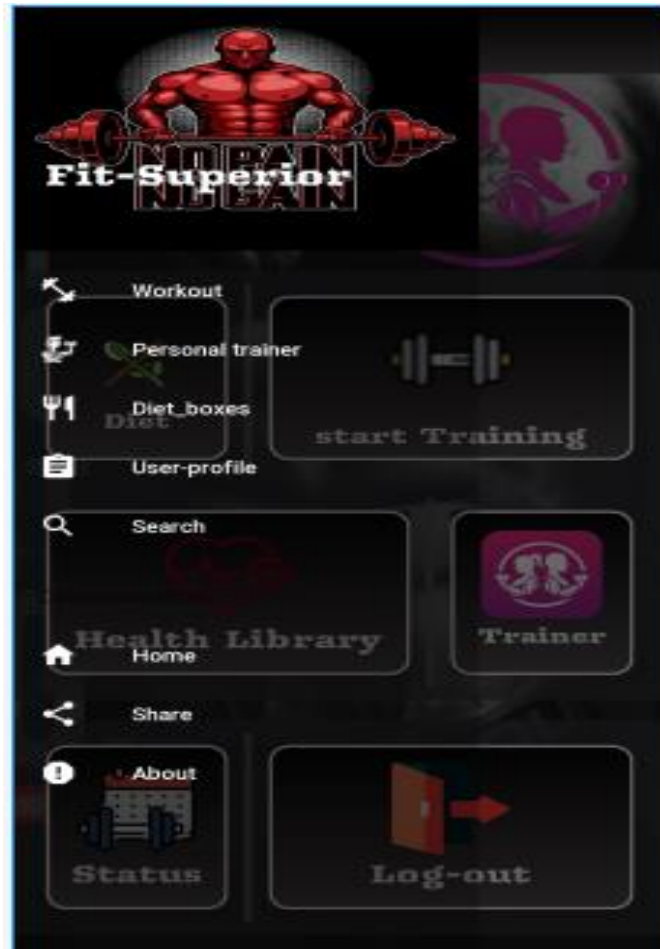 NO PAIN
Fit-Superior
NO GAIN
Workout
Personal trainer
Diet_boxes
Diet
start Training
User-profile
Search
Health Library
Trainer
Home
Share
About
Status
Log-out